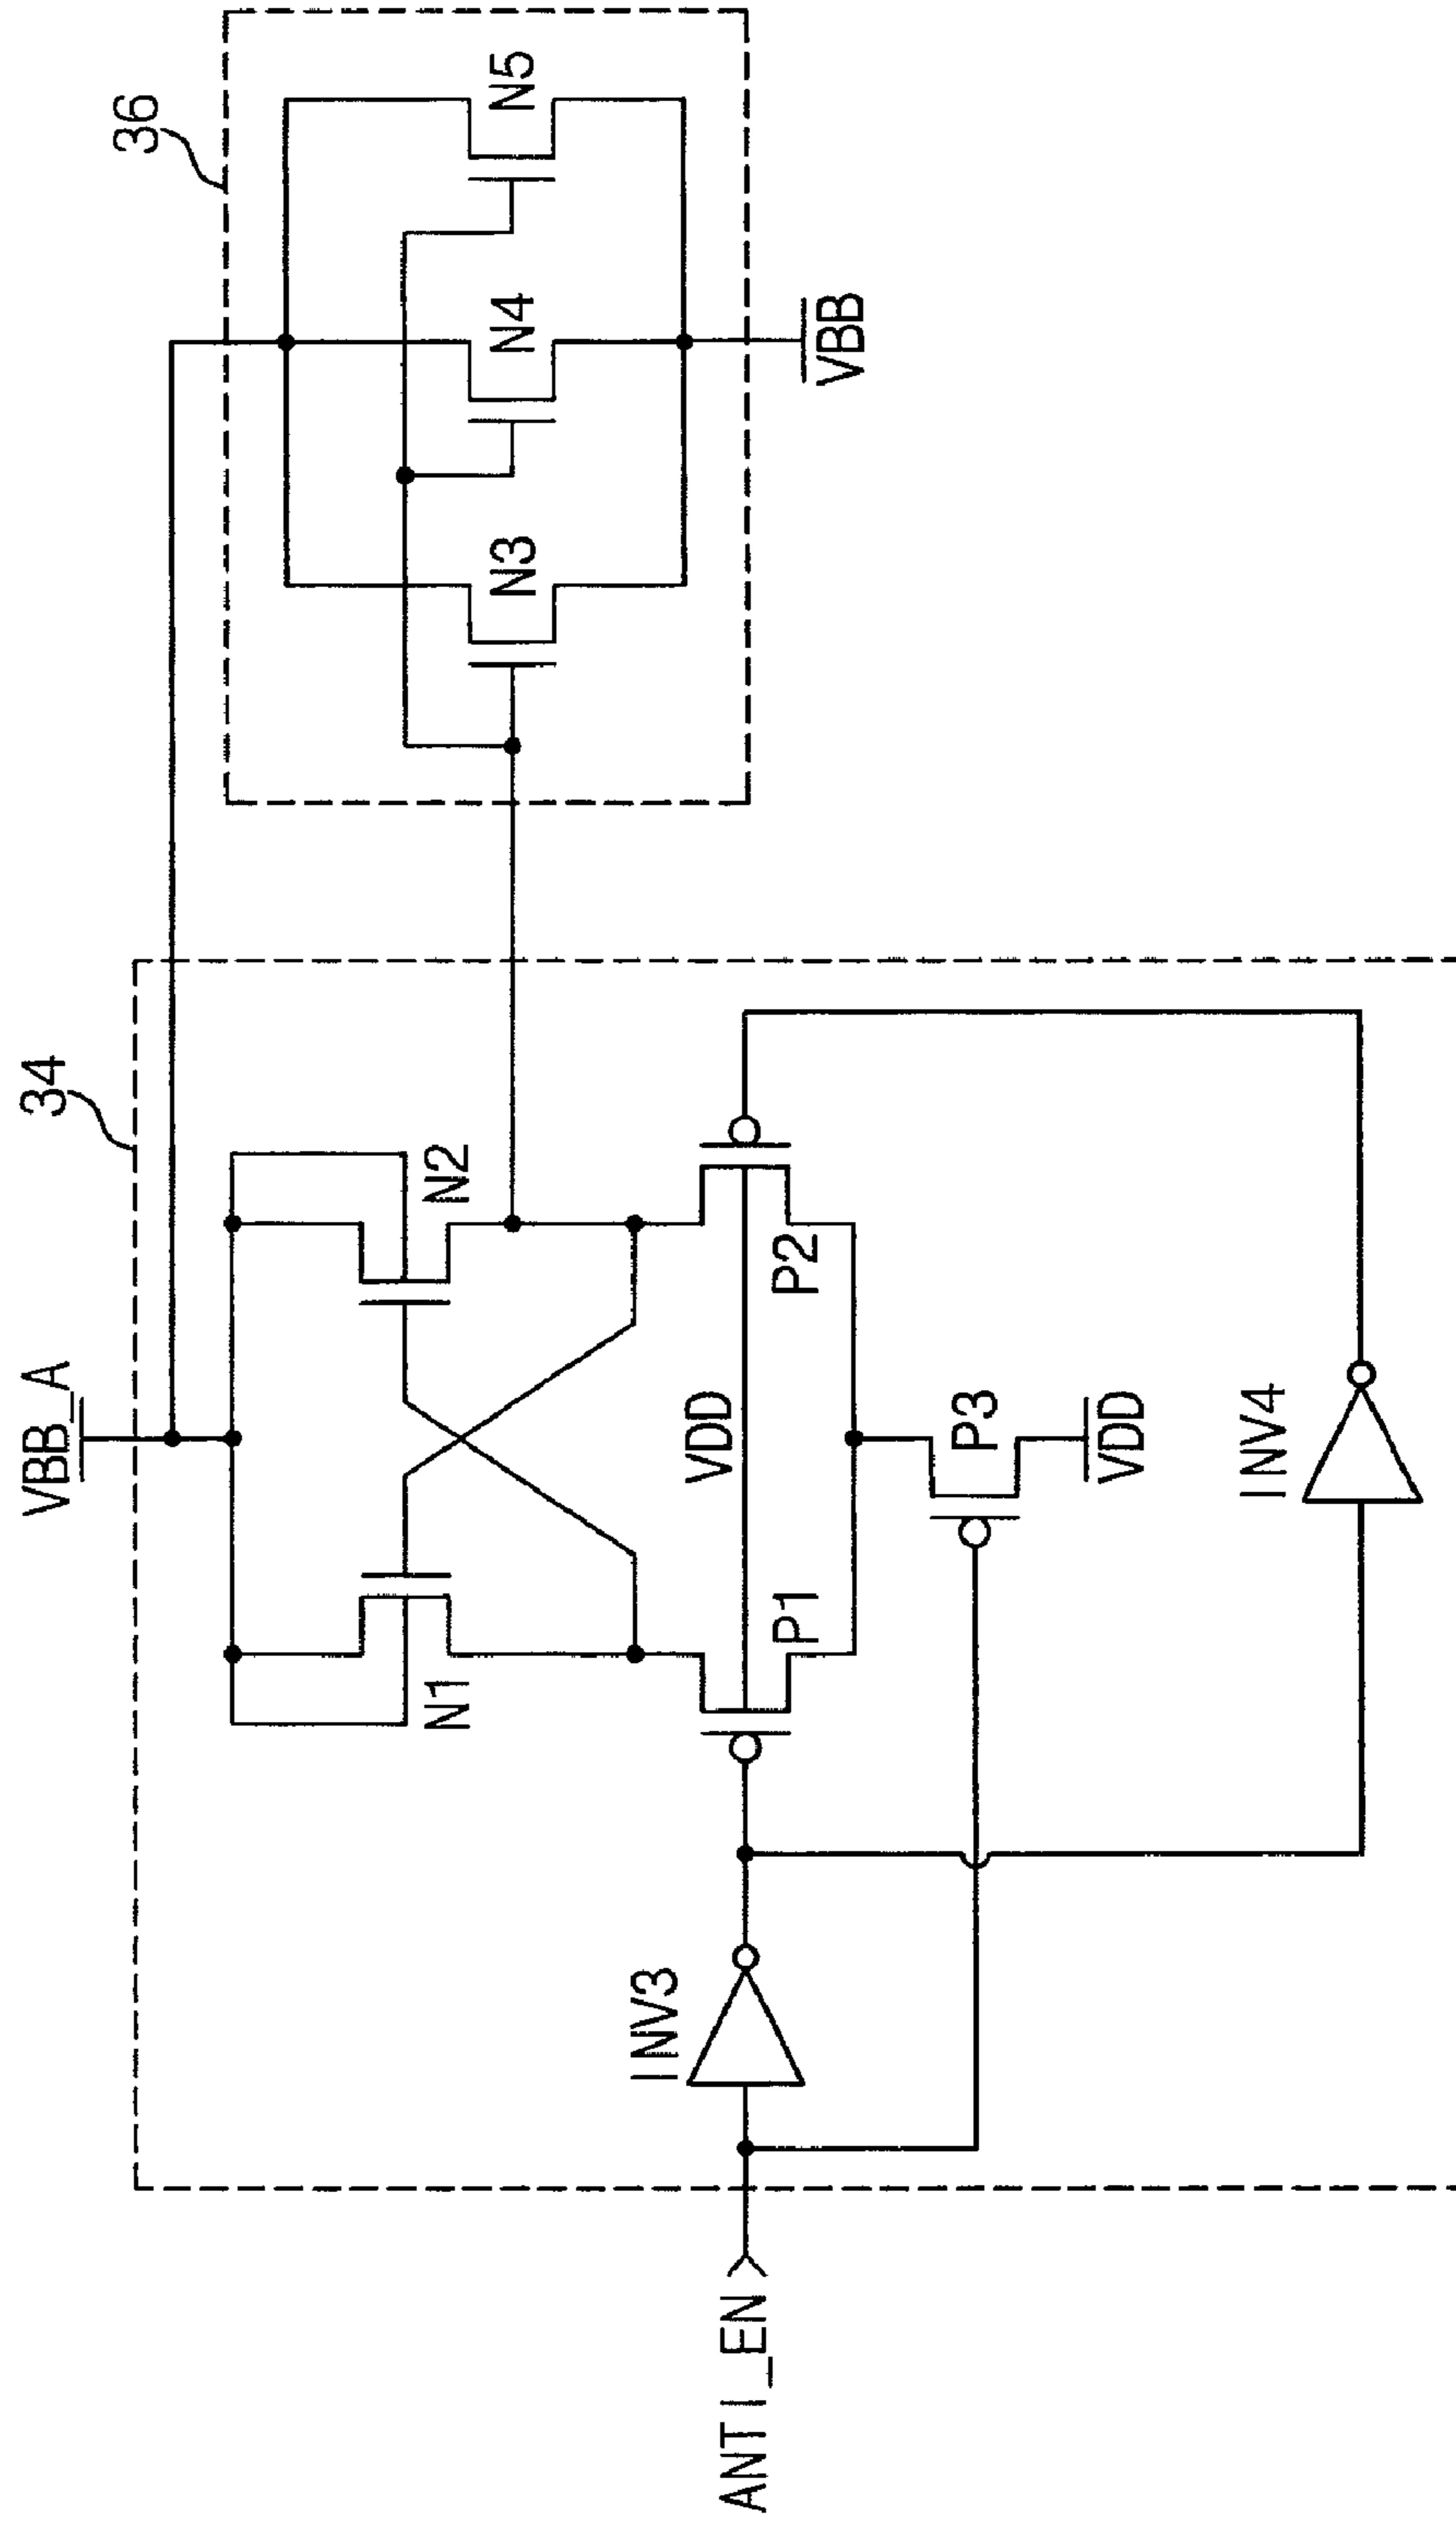 36
34
VBB_A
N1
N2
N3
N4
N5
VBB
VDD
P1
P2
P3
VDD
INV3
INV4
ANTI_EN